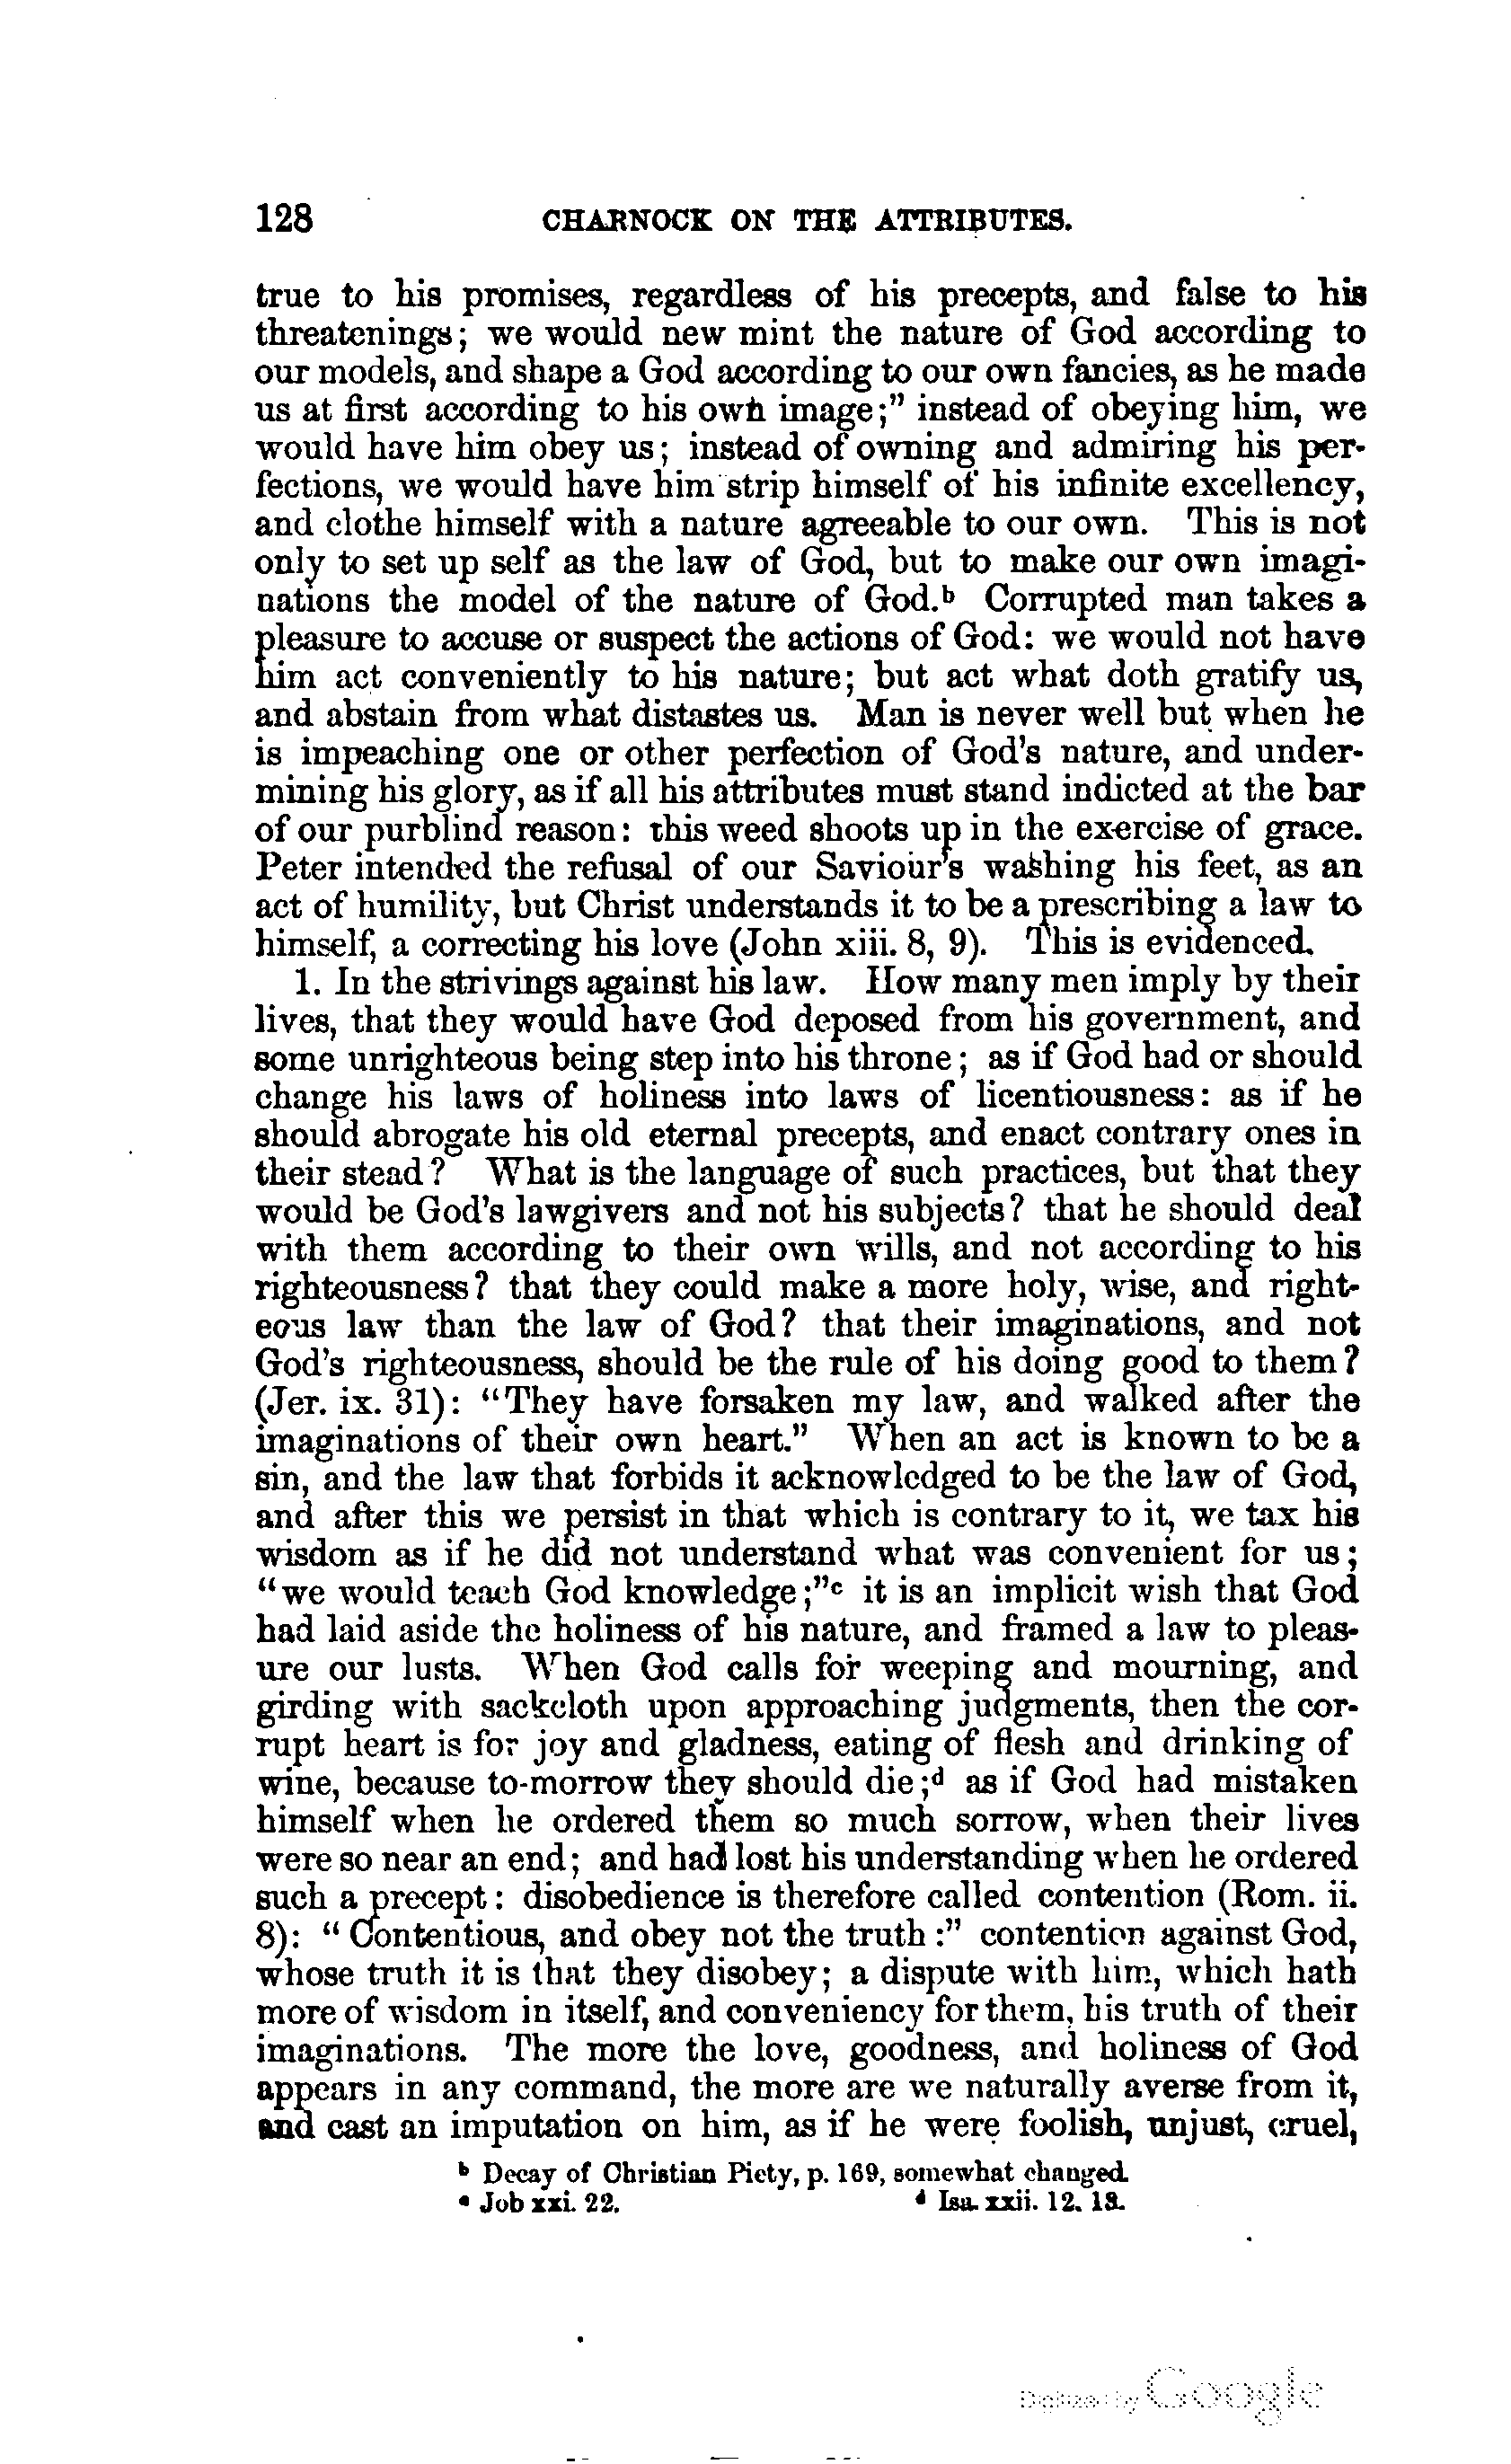 128 CHARNOCK ON THE ATTRIBUTES.
true to his promises, regardless of his precepts, and false to his
threatenings; we would new mint the nature of God according to
our models, and shape a God according to our own fancies, as he made
us at first according to his own image;" instead of obeying him, we
would have him obey us; instead of owning and admiring his per-
fections, we would have him strip himself of his infinite excellency,
and clothe himself with a nature agreeable to our own. This is not
only to set up self as the law of God, but to make our own imagi-
nations the model of the nature of God.ᵇ Corrupted man takes a
pleasure to accuse or suspect the actions of God: we would not have
him act conveniently to his nature; but act what doth gratify us,
and abstain from what distastes us. Man is never well but when he
is impeaching one or other perfection of God's nature, and under-
mining his glory, as if all his attributes must stand indicted at the bar
of our purblind reason: this weed shoots up in the exercise of grace.
Peter intended the refusal of our Saviour's washing his feet, as an
act of humility, but Christ understands it to be a prescribing a law to
himself, a correcting his love (John xiii. 8, 9). This is evidenced.
1. In the strivings against his law. How many men imply by their
lives, that they would have God deposed from his government, and
some unrighteous being step into his throne; as if God had or should
change his laws of holiness into laws of licentiousness: as if he
should abrogate his old eternal precepts, and enact contrary ones in
their stead? What is the language of such practices, but that they
would be God's lawgivers and not his subjects? that he should deal
with them according to their own wills, and not according to his
righteousness? that they could make a more holy, wise, and right-
eous law than the law of God? that their imaginations, and not
God's righteousness, should be the rule of his doing good to them?
(Jer. ix. 31): "They have forsaken my law, and walked after the
imaginations of their own heart." When an act is known to be a
sin, and the law that forbids it acknowledged to be the law of God,
and after this we persist in that which is contrary to it, we tax his
wisdom as if he did not understand what was convenient for us;
"we would teach God knowledge;"ᶜ it is an implicit wish that God
had laid aside the holiness of his nature, and framed a law to pleas-
ure our lusts. When God calls for weeping and mourning, and
girding with sackcloth upon approaching judgments, then the cor-
rupt heart is for joy and gladness, eating of flesh and drinking of
wine, because to-morrow they should die;ᵈ as if God had mistaken
himself when he ordered them so much sorrow, when their lives
were so near an end; and had lost his understanding when he ordered
such a precept: disobedience is therefore called contention (Rom. ii.
8): "Contentious, and obey not the truth:" contention against God,
whose truth it is that they disobey; a dispute with him, which hath
more of wisdom in itself, and conveniency for them, his truth of their
imaginations. The more the love, goodness, and holiness of God
appears in any command, the more are we naturally averse from it,
and cast an imputation on him, as if he were foolish, unjust, cruel,
ᵇ Decay of Christian Piety, p. 169, somewhat changed.
ᶜ Job xxi. 22. ᵈ Isa. xxii. 12. 13.
Digitized by Google